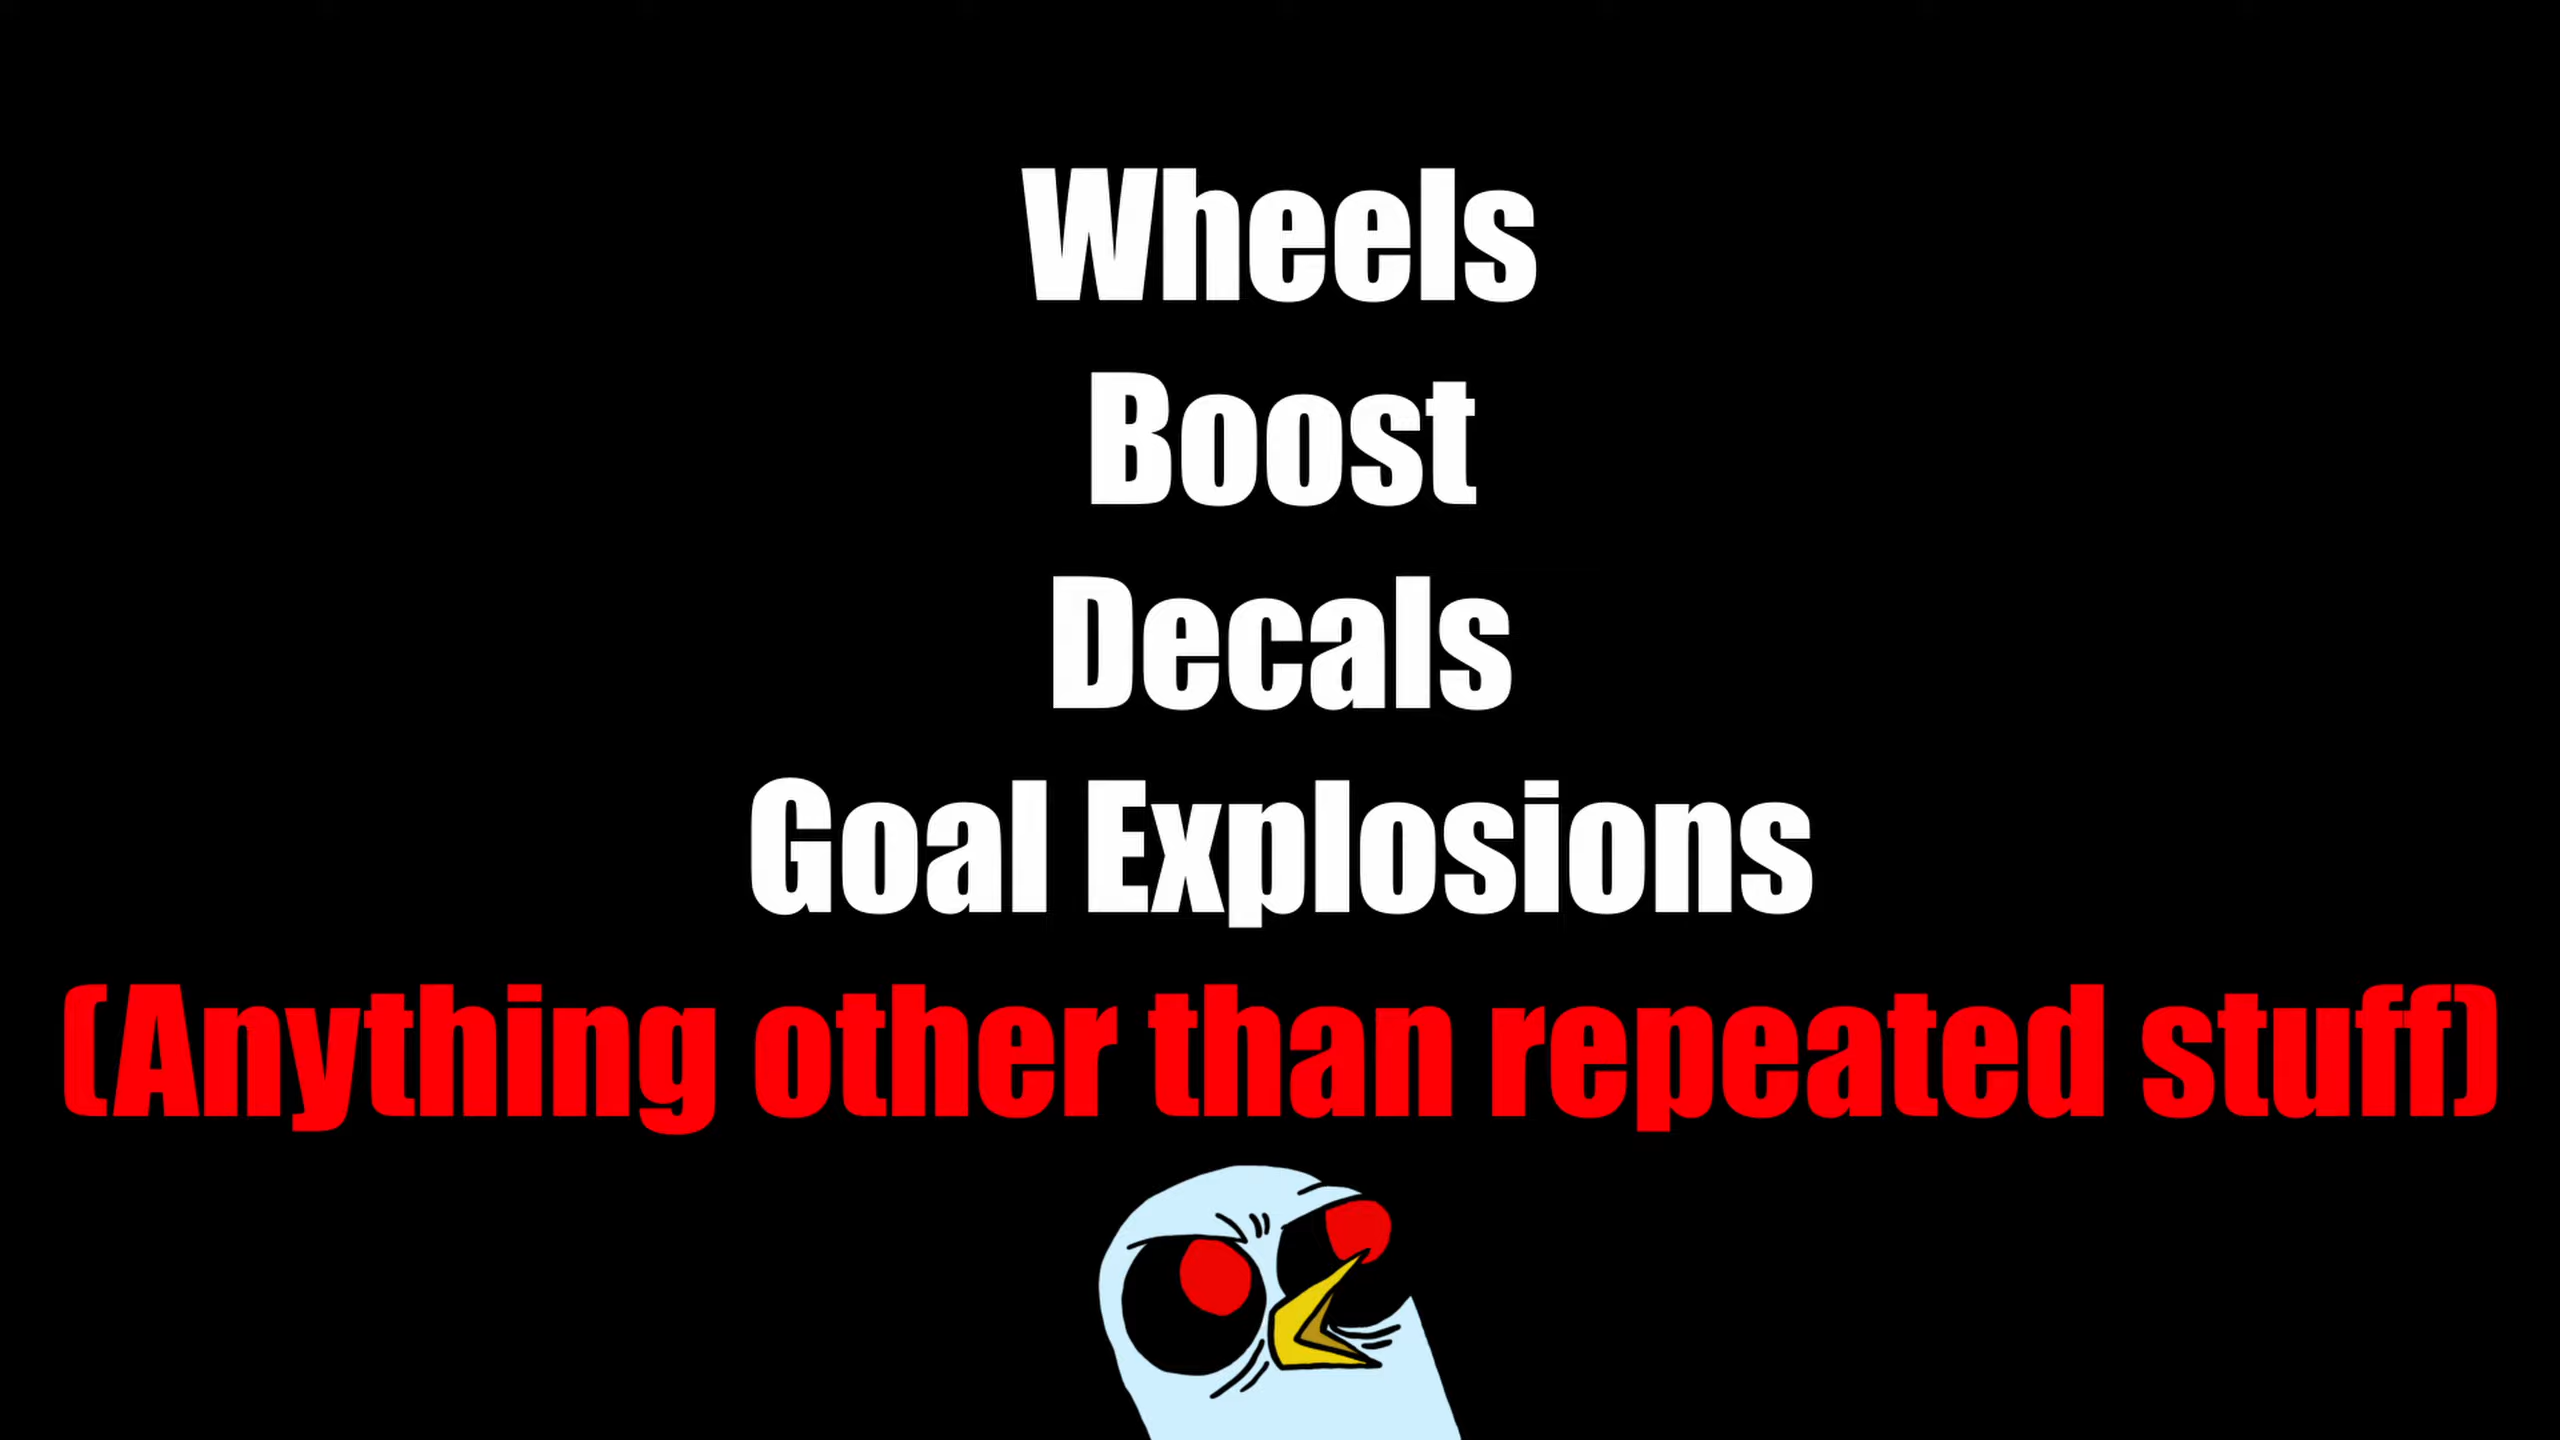 Wheels
Boost
Decals
Goal Explosions
(Anything other than repeated stuff)